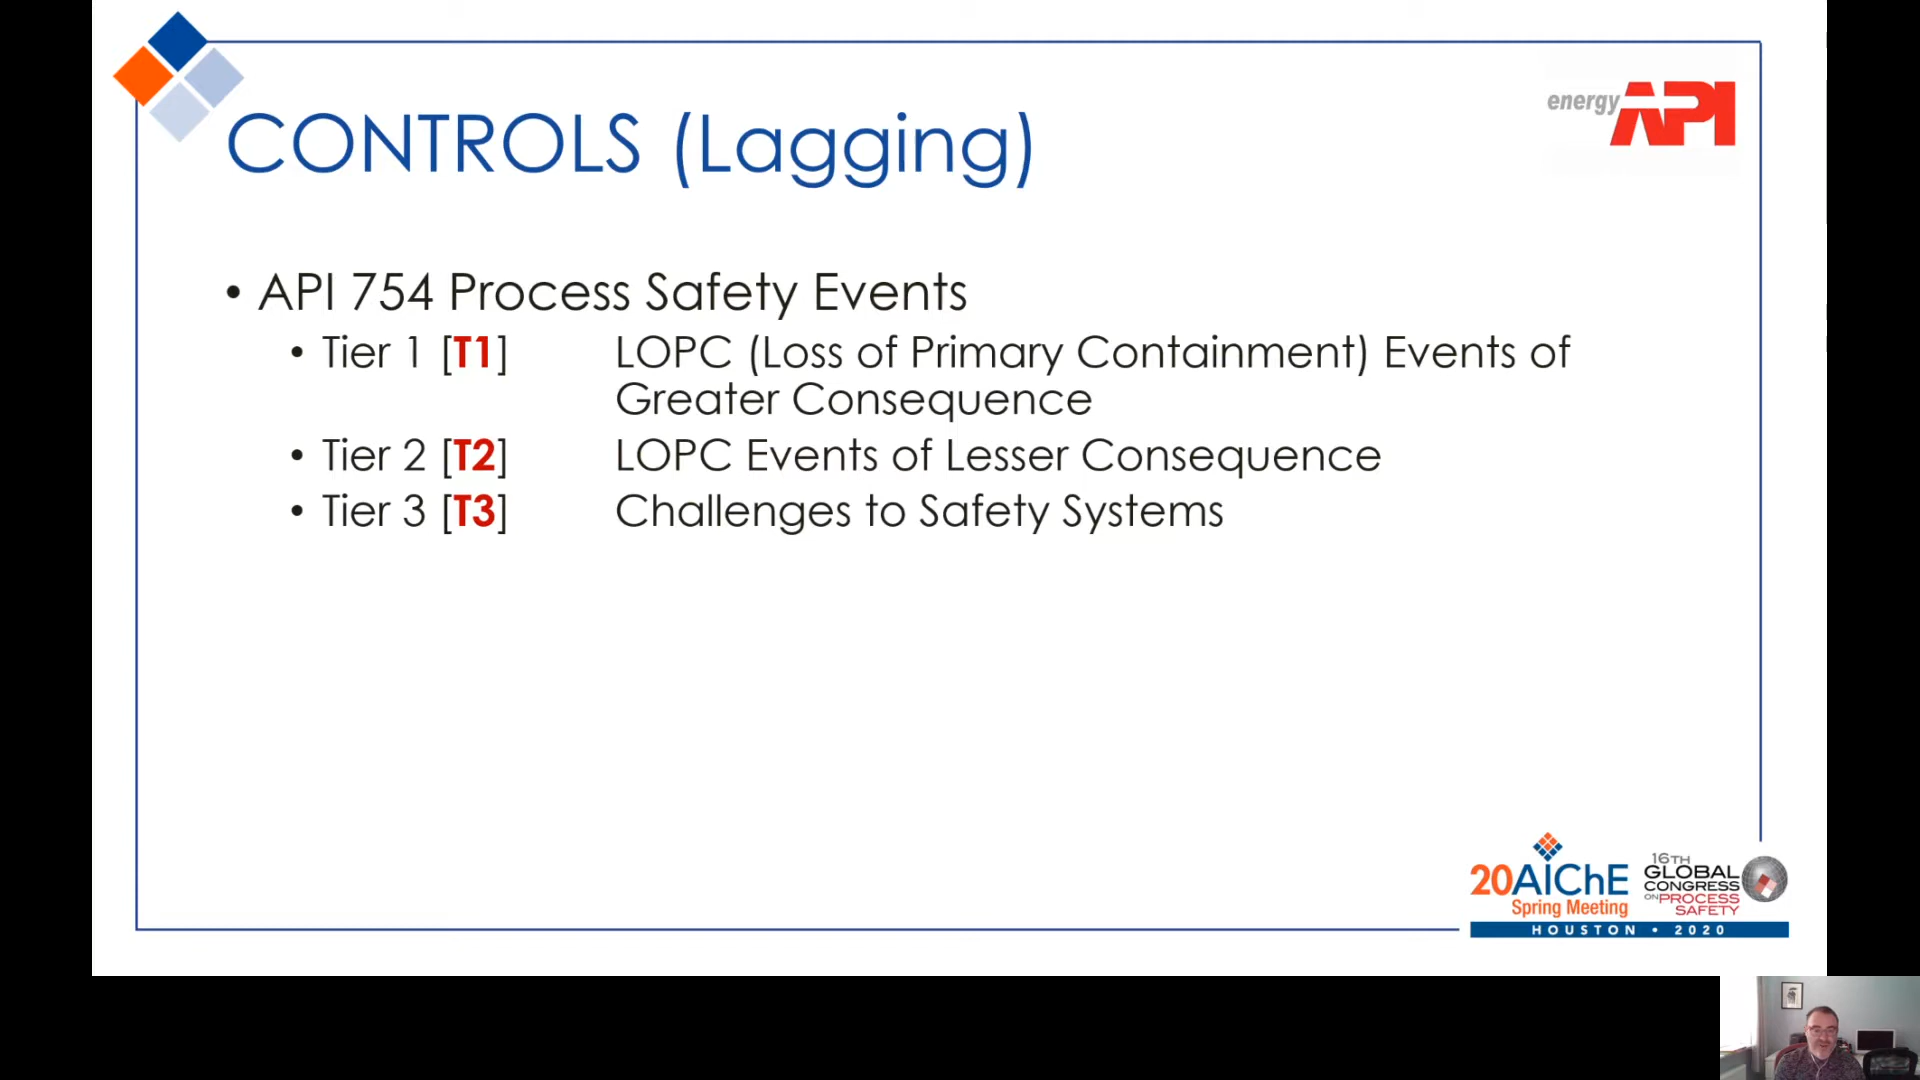 CONTROLS (Lagging)
energy API
• API 754 Process Safety Events
• Tier 1 [T1] LOPC (Loss of Primary Containment) Events of
Greater Consequence
• Tier 2 [T2] LOPC Events of Lesser Consequence
• Tier 3 [T3] Challenges to Safety Systems
20AIChE
Spring Meeting
16TH
GLOBAL
CONGRESS
ON PROCESS
SAFETY
HOUSTON • 2020